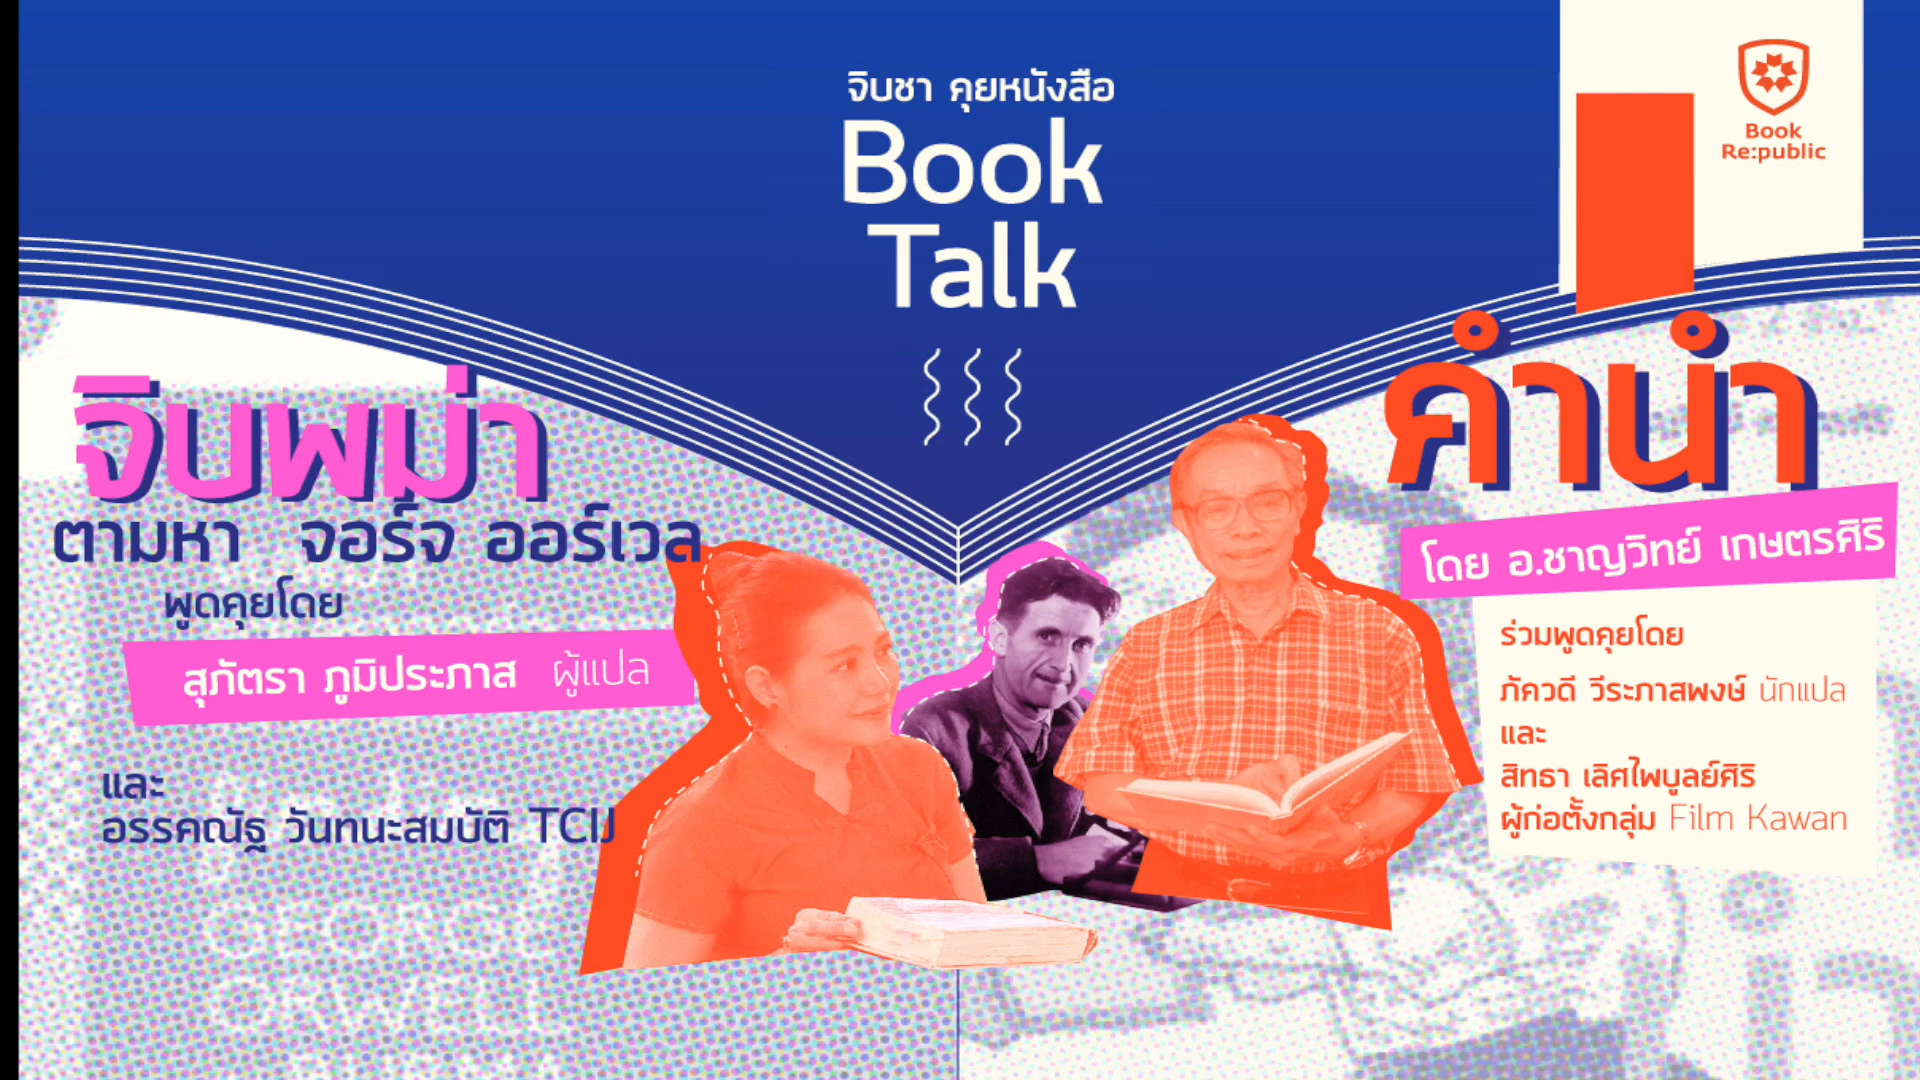 จิบชา คุยหนังสือ
Book
Talk
Book
Re:public
จิบพม่า
ตามหา จอร์จ ออร์เวล
พูดคุยโดย
สุภัตรา ภูมิประภาส ผู้แปล
และ
อรรคณัฐ วันทนะสมบัติ TCIJ
GEORGE
ORWELL
คำนำ
โดย อ.ชาญวิทย์ เกษตรศิริ
ร่วมพูดคุยโดย
ภัควดี วีระภาสพงษ์ นักแปล
และ
สิทธา เลิศไพบูลย์ศิริ
ผู้ก่อตั้งกลุ่ม Film Kawan